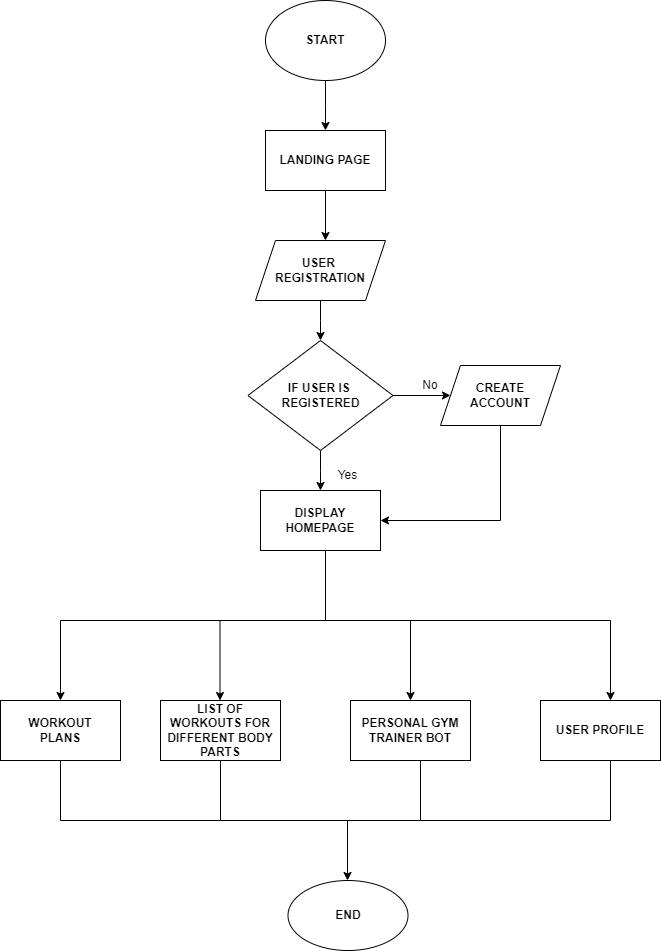 START
LANDING PAGE
USER
REGISTRATION
IF USER IS
REGISTERED
No
CREATE
ACCOUNT
Yes
DISPLAY
HOMEPAGE
WORKOUT
PLANS
LIST OF
WORKOUTS FOR
DIFFERENT BODY
PARTS
PERSONAL GYM
TRAINER BOT
USER PROFILE
END